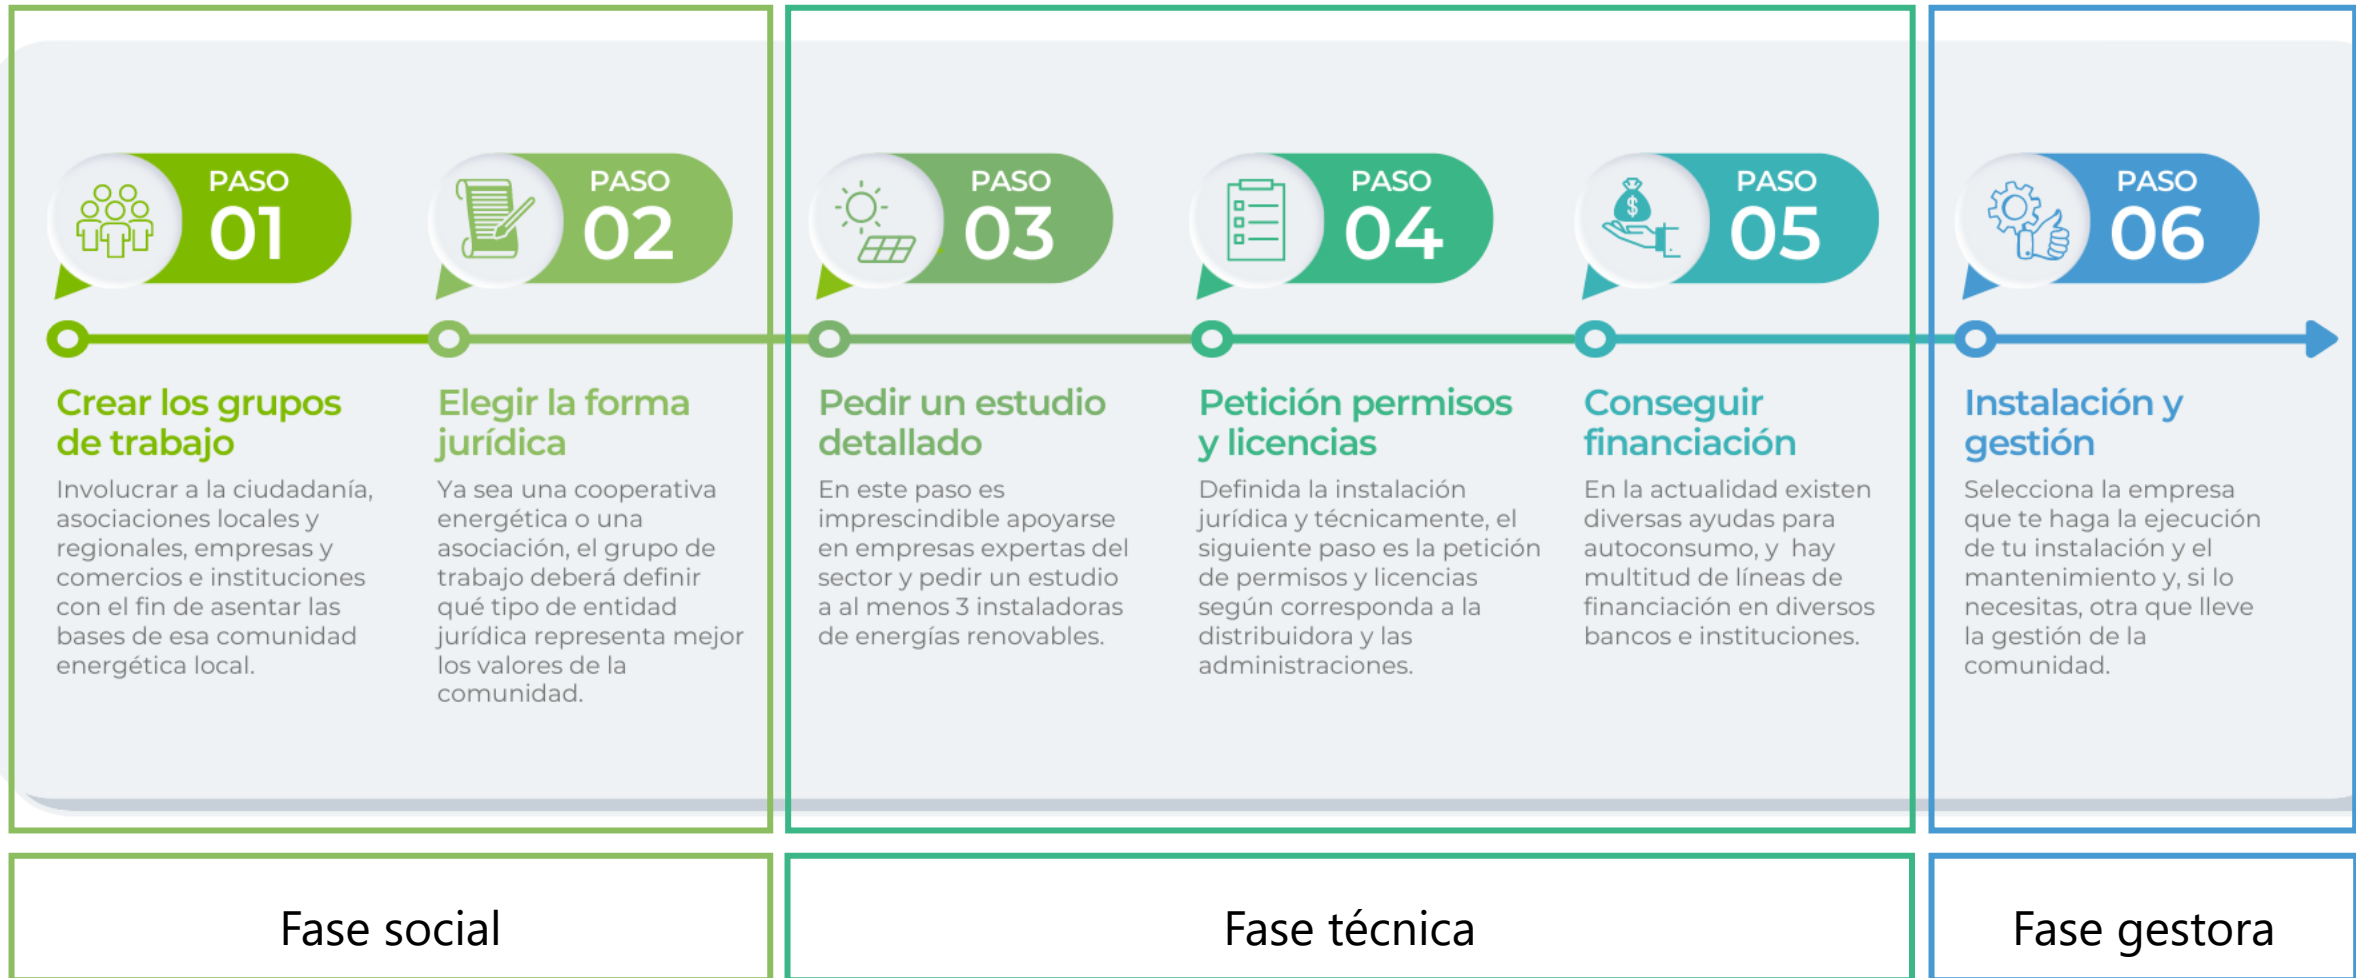 PASO
01
Crear los grupos
de trabajo
Involucrar a la ciudadanía,
asociaciones locales y
regionales, empresas y
comercios e instituciones
con el fin de asentar las
bases de esa comunidad
energética local.
PASO
02
Elegir la forma
jurídica
Ya sea una cooperativa
energética o una
asociación, el grupo de
trabajo deberá definir
qué tipo de entidad
jurídica representa mejor
los valores de la
comunidad.
PASO
03
Pedir un estudio
detallado
En este paso es
imprescindible apoyarse
en empresas expertas del
sector y pedir un estudio
a al menos 3 instaladoras
de energías renovables.
PASO
04
Petición permisos
y licencias
Definida la instalación
jurídica y técnicamente, el
siguiente paso es la petición
de permisos y licencias
según corresponda a la
distribuidora y las
administraciones.
PASO
05
Conseguir
financiación
En la actualidad existen
diversas ayudas para
autoconsumo, y hay
multitud de líneas de
financiación en diversos
bancos e instituciones.
PASO
06
Instalación y
gestión
Selecciona la empresa
que te haga la ejecución
de tu instalación y el
mantenimiento y, si lo
necesitas, otra que lleve
la gestión de la
comunidad.
$
Fase social
Fase técnica
Fase gestora